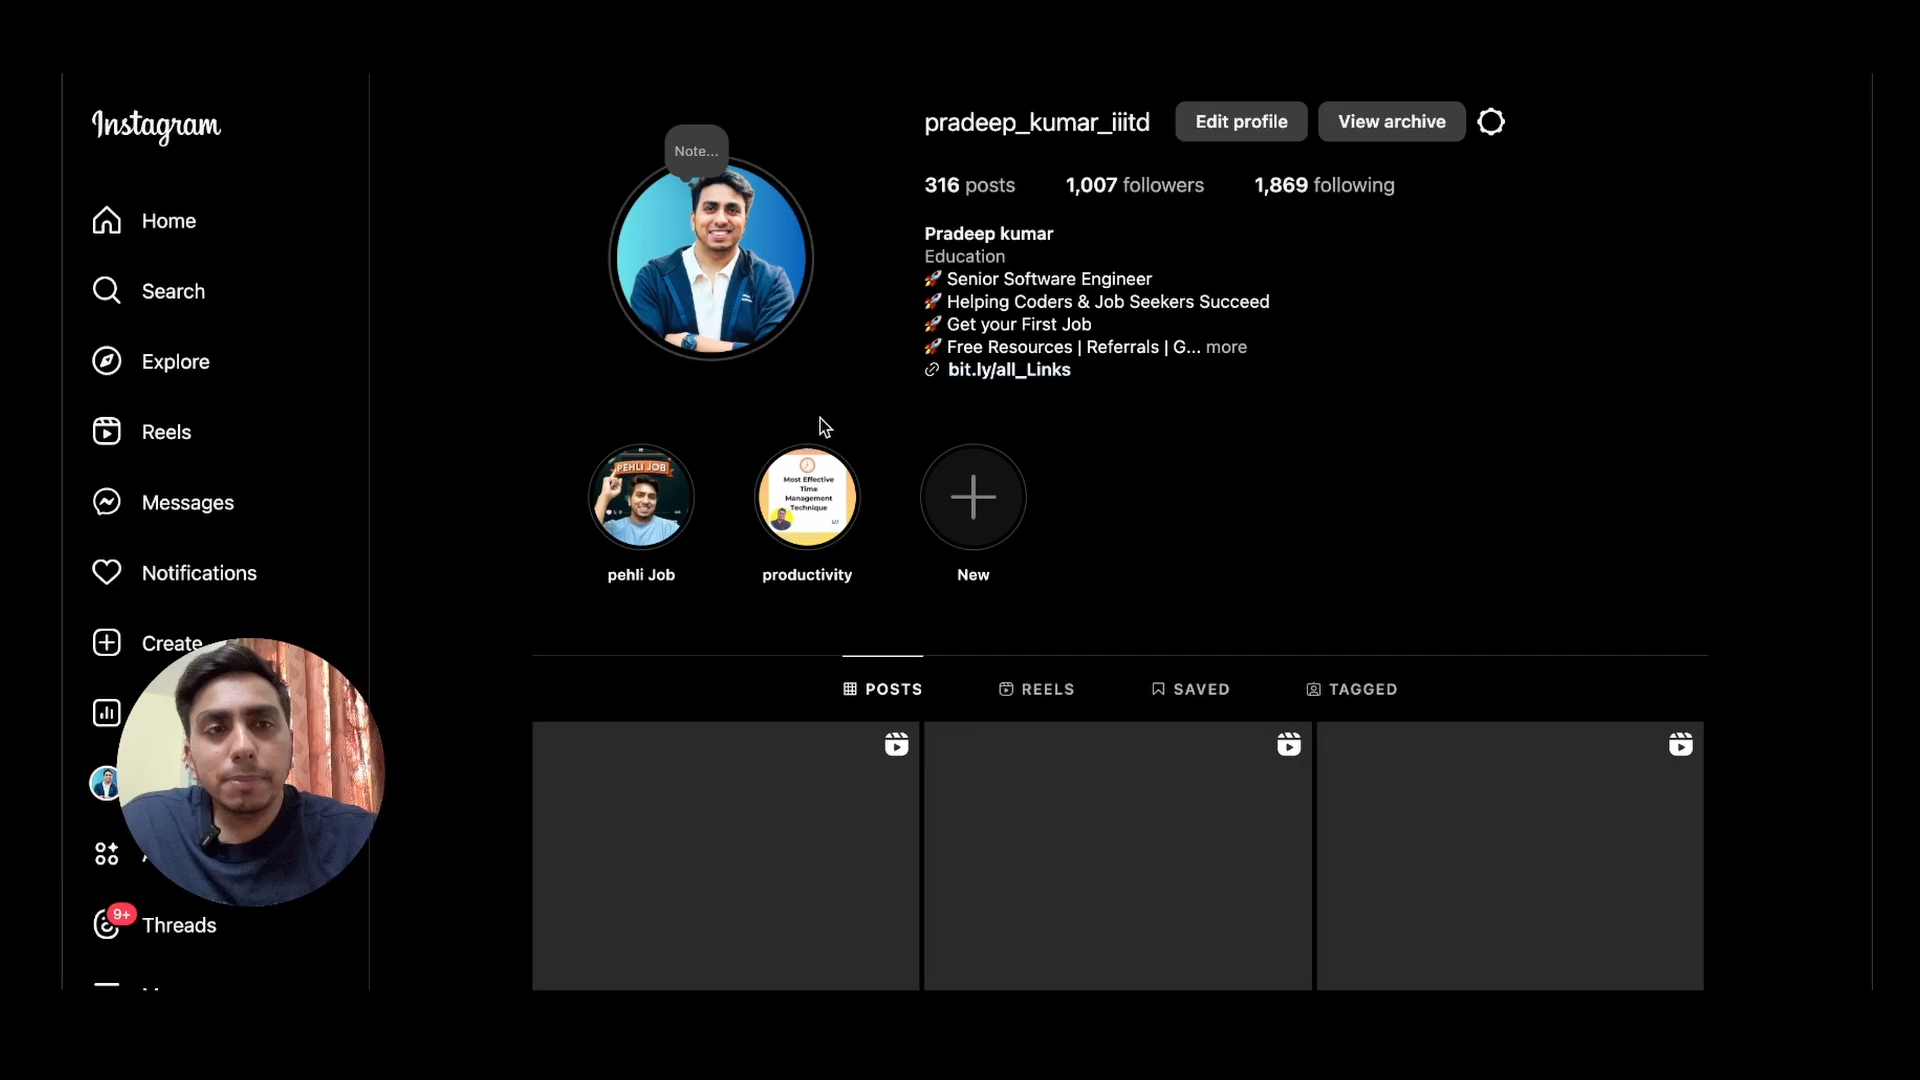 Instagram
Home
Search
Explore
Reels
Messages
Notifications
Create
9+
Threads
Note...
pradeep_kumar_iiitd
Edit profile
View archive
316 posts
1,007 followers
1,869 following
Pradeep kumar
Education
🚀 Senior Software Engineer
🚀 Helping Coders & Job Seekers Succeed
🚀 Get your First Job
🚀 Free Resources | Referrals | G... more
bit.ly/all_Links
PEHLI JOB
Most Effective
Time
Management
Technique
1/7
pehli Job
productivity
New
POSTS
REELS
SAVED
TAGGED